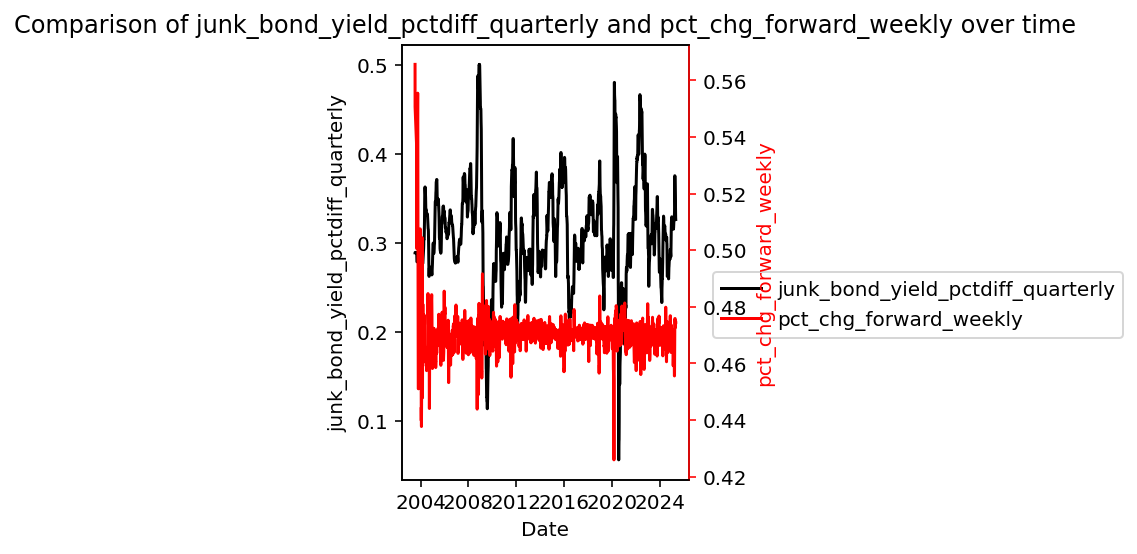 Comparison of junk_bond_yield_pctdiff_quarterly and pct_chg_forward_weekly over time
junk_bond_yield_pctdiff_quarterly
0.5
0.4
0.3
0.2
0.1
0.56
0.54
0.52
0.50
0.48
0.46
0.44
0.42
pct_chg_forward_weekly
junk_bond_yield_pctdiff_quarterly
pct_chg_forward_weekly
2004 2008 2012 2016 2020 2024
Date